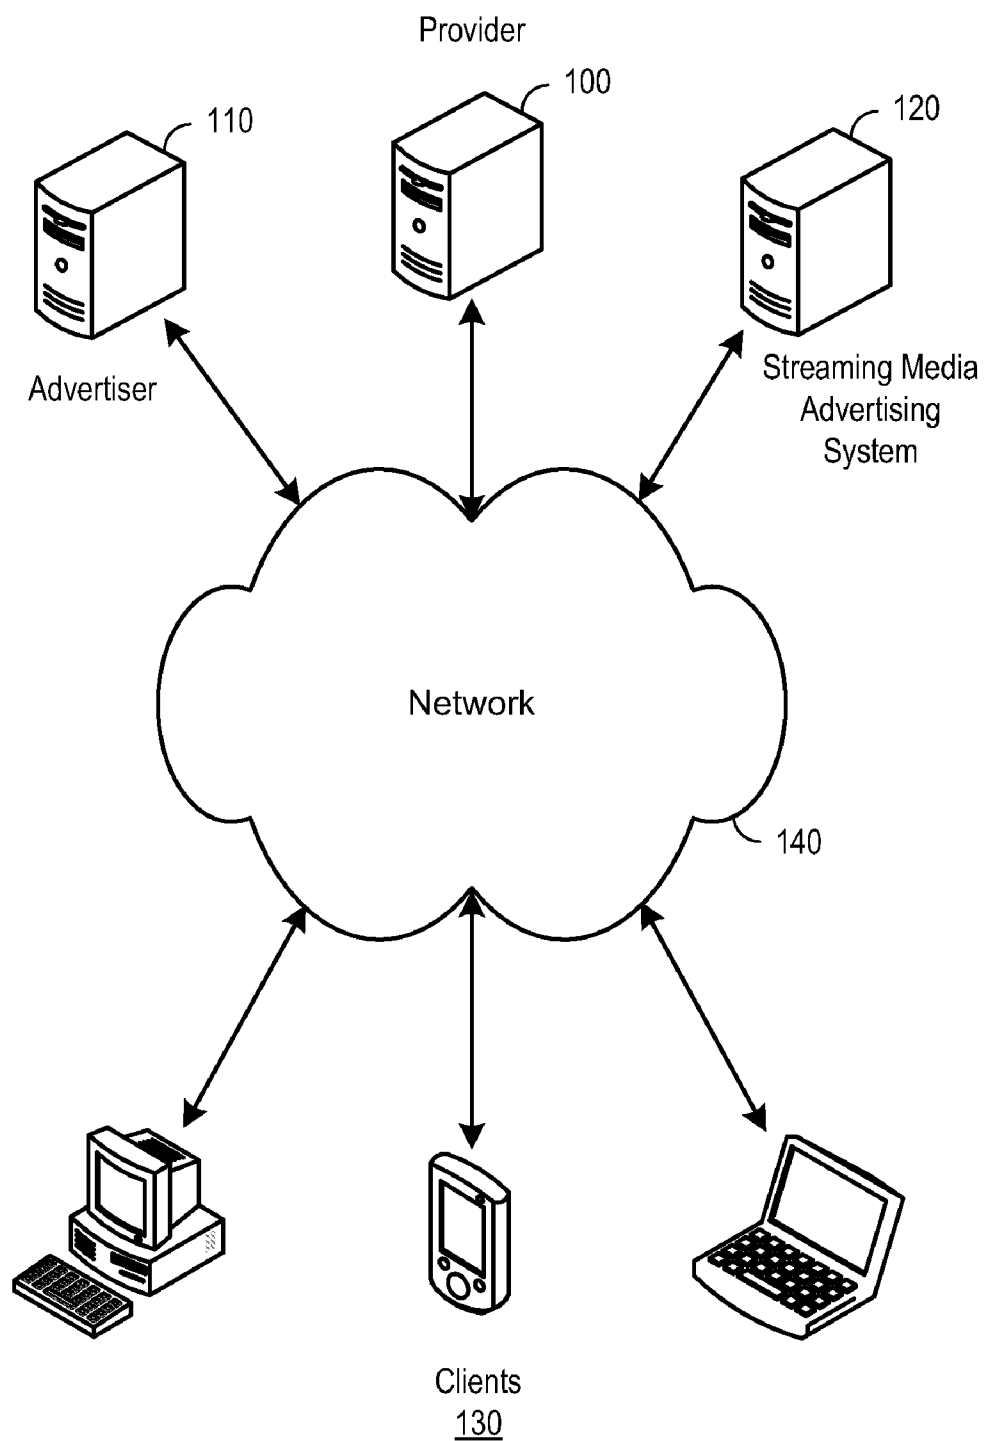 Provider
100
110
120
Advertiser
Streaming Media
Advertising
System
Network
140
Clients
130